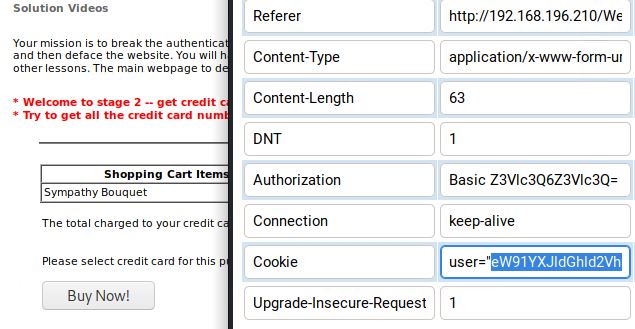 Solution Videos
Your mission is to break the authenticat
and then deface the website. You will h
other lessons. The main webpage to de
* Welcome to stage 2 -- get credit ca
* Try to get all the credit card numb
Shopping Cart Items
Sympathy Bouquet
The total charged to your credit ca
Please select credit card for this pu
Buy Now!
Referer http://192.168.196.210/We
Content-Type application/x-www-form-ur
Content-Length 63
DNT 1
Authorization Basic Z3Vlc3Q6Z3Vlc3Q=
Connection keep-alive
Cookie user="eW91YXJldGhld2Vh
Upgrade-Insecure-Request 1